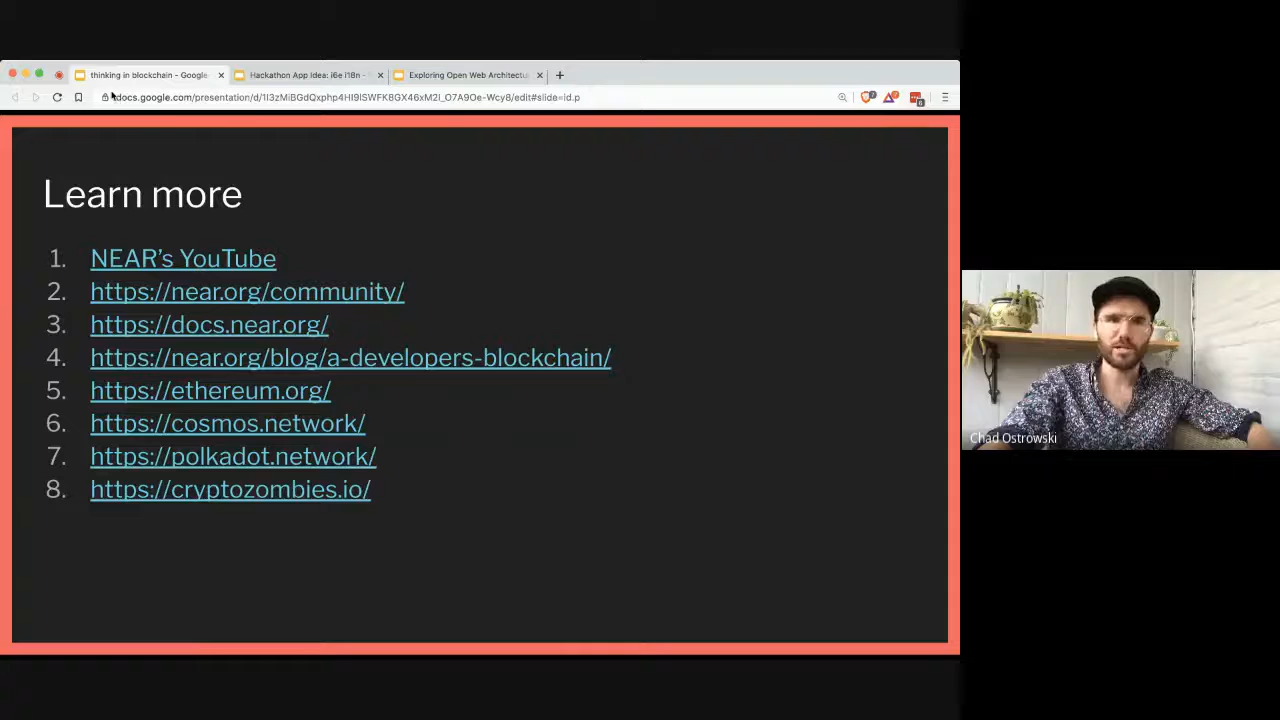 thinking in blockchain - Google
Hackathon App Idea: i6e i18n -
Exploring Open Web Architectu
Learn more
1. NEAR's YouTube
2. https://near.org/community/
3. https://docs.near.org/
4. https://near.org/blog/a-developers-blockchain/
5. https://ethereum.org/
6. https://cosmos.network/
7. https://polkadot.network/
8. https://cryptozombies.io/
Chad Ostrowski